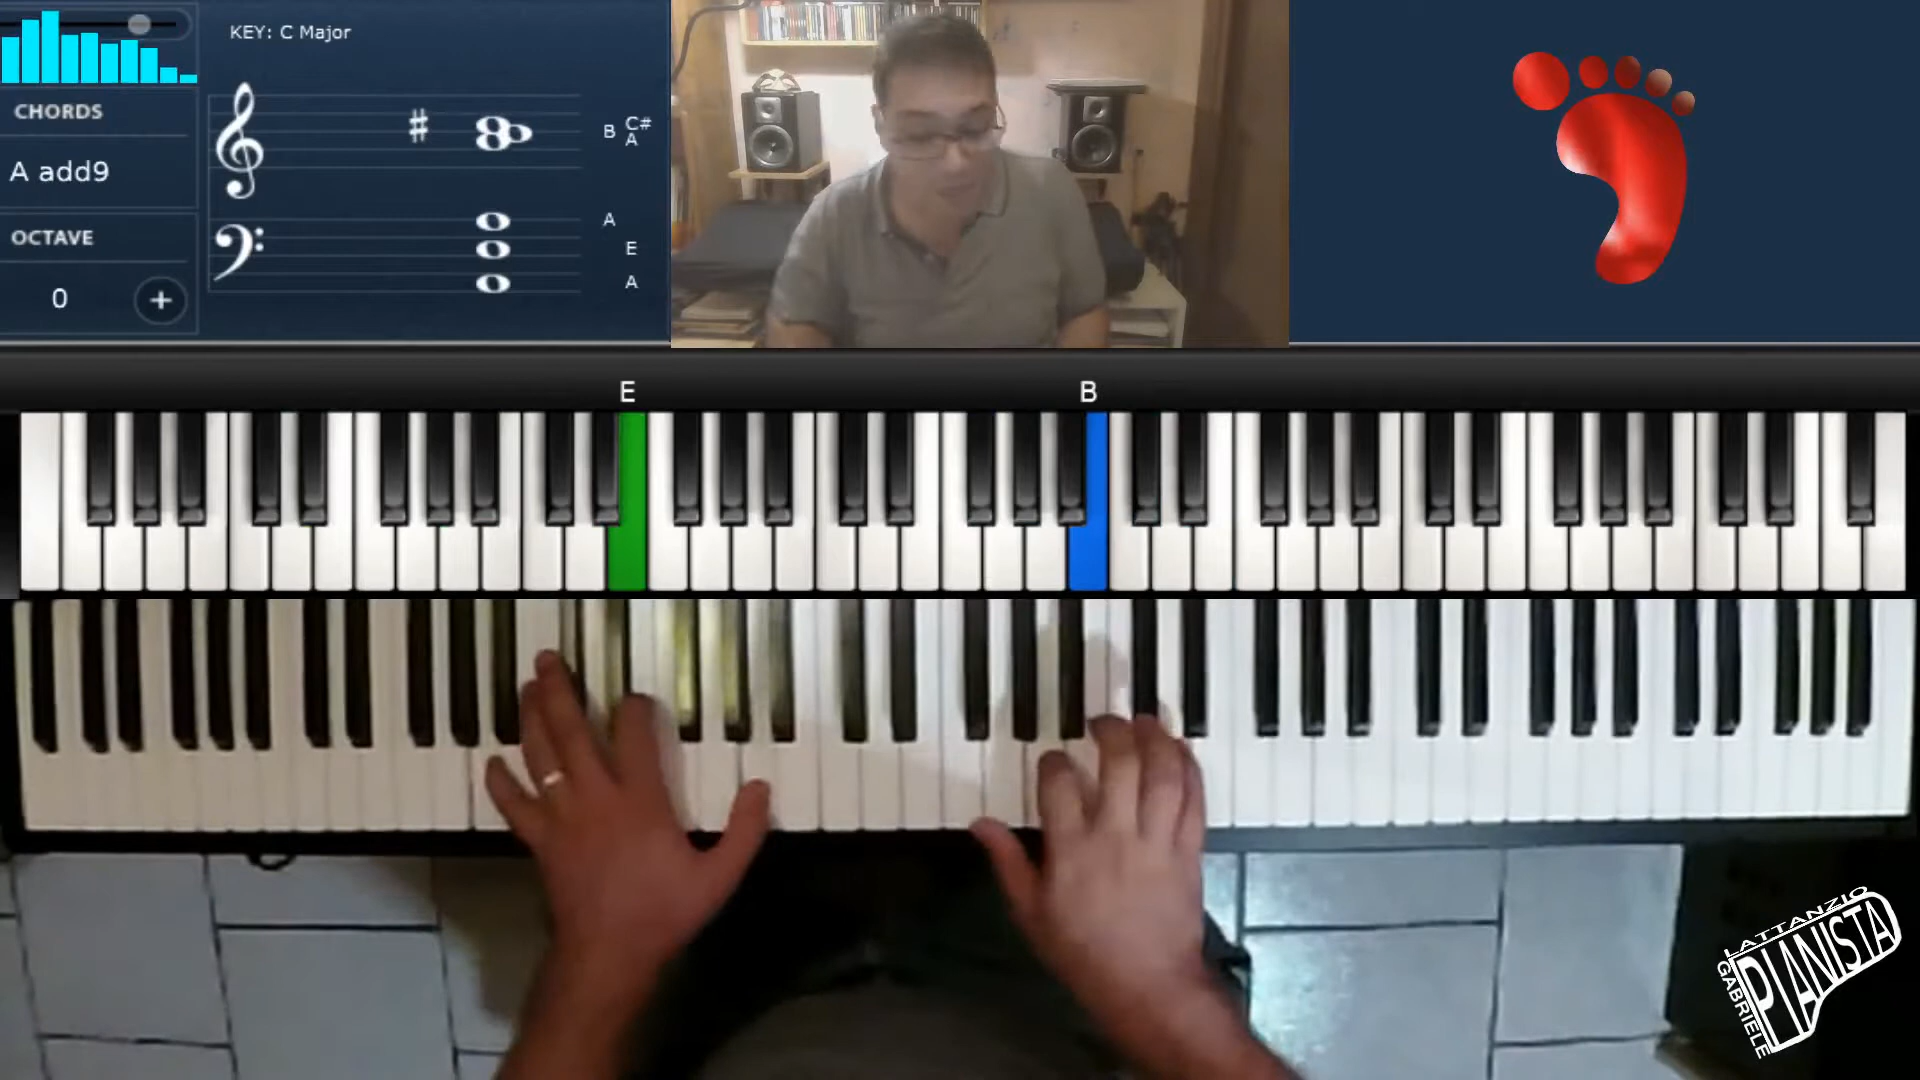 KEY: C Major
CHORDS
A add9
OCTAVE
0
+
B C#
A
A
E
A
E
B
GABRIELE
LATTANZIO
PIANISTA